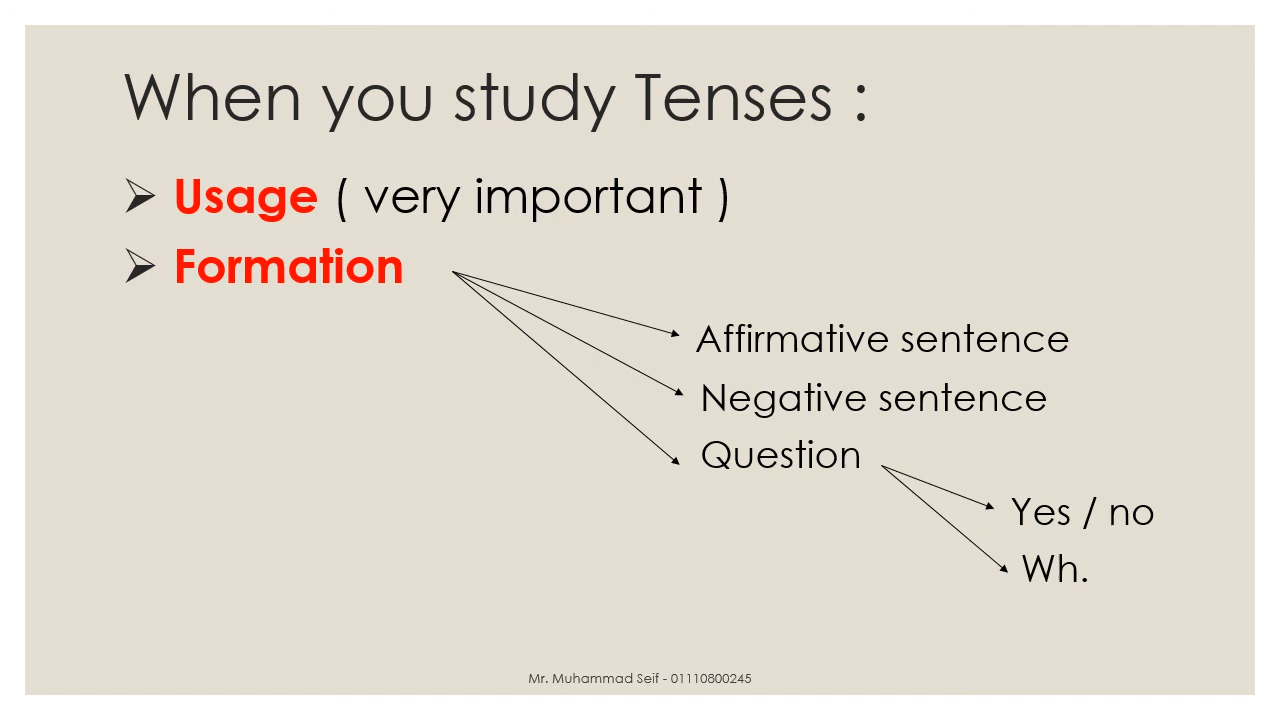 When you study Tenses :
Usage ( very important )
Formation
Affirmative sentence
Negative sentence
Question
Yes / no
Wh.
Mr. Muhammad Seif - 01110800245